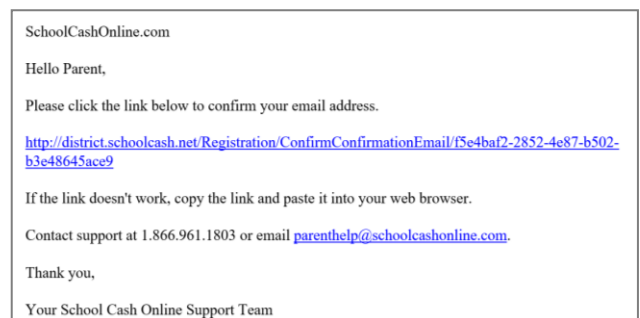 SchoolCashOnline.com
Hello Parent,
Please click the link below to confirm your email address.
http://district.schoolcash.net/Registration/ConfirmConfirmationEmail/f5e4baf2-2852-4e87-b502-
b3e48645ace9
If the link doesn't work, copy the link and paste it into your web browser.
Contact support at 1.866.961.1803 or email parenthelp@schoolcashonline.com.
Thank you,
Your School Cash Online Support Team